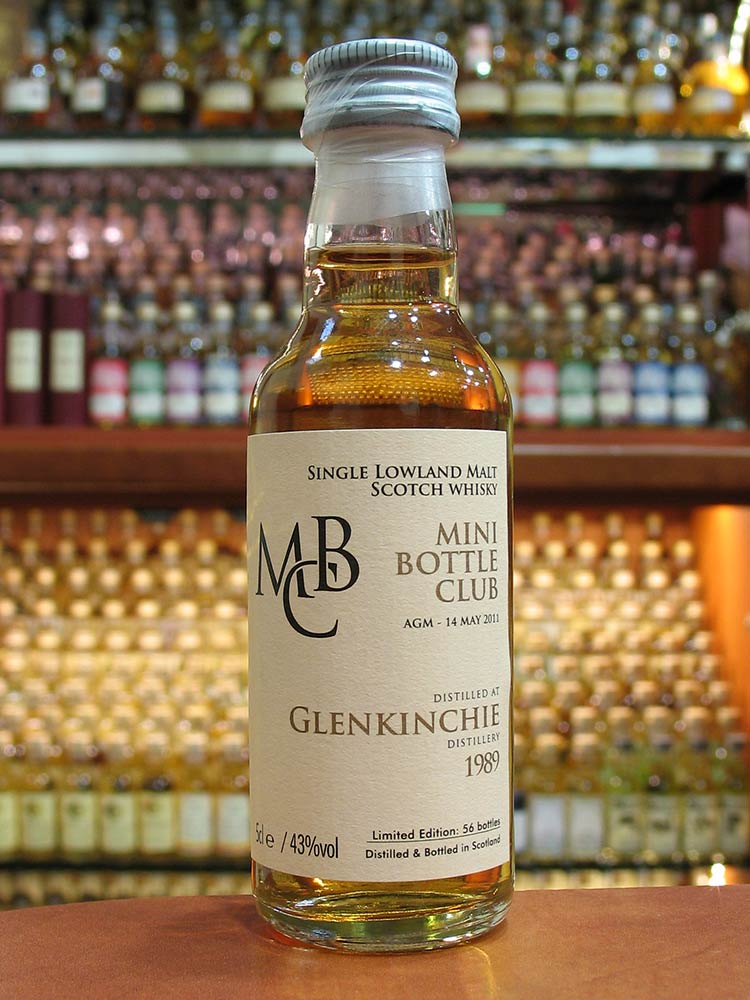 SINGLE LOWLAND MALT
SCOTCH WHISKY
MCB
MINI
BOTTLE
CLUB
AGM - 14 MAY 2011
DISTILLED AT
GLENKINCHIE
DISTILLERY
1989
5cl e / 43%vol
Limited Edition: 56 bottles
Distilled & Bottled in Scotland